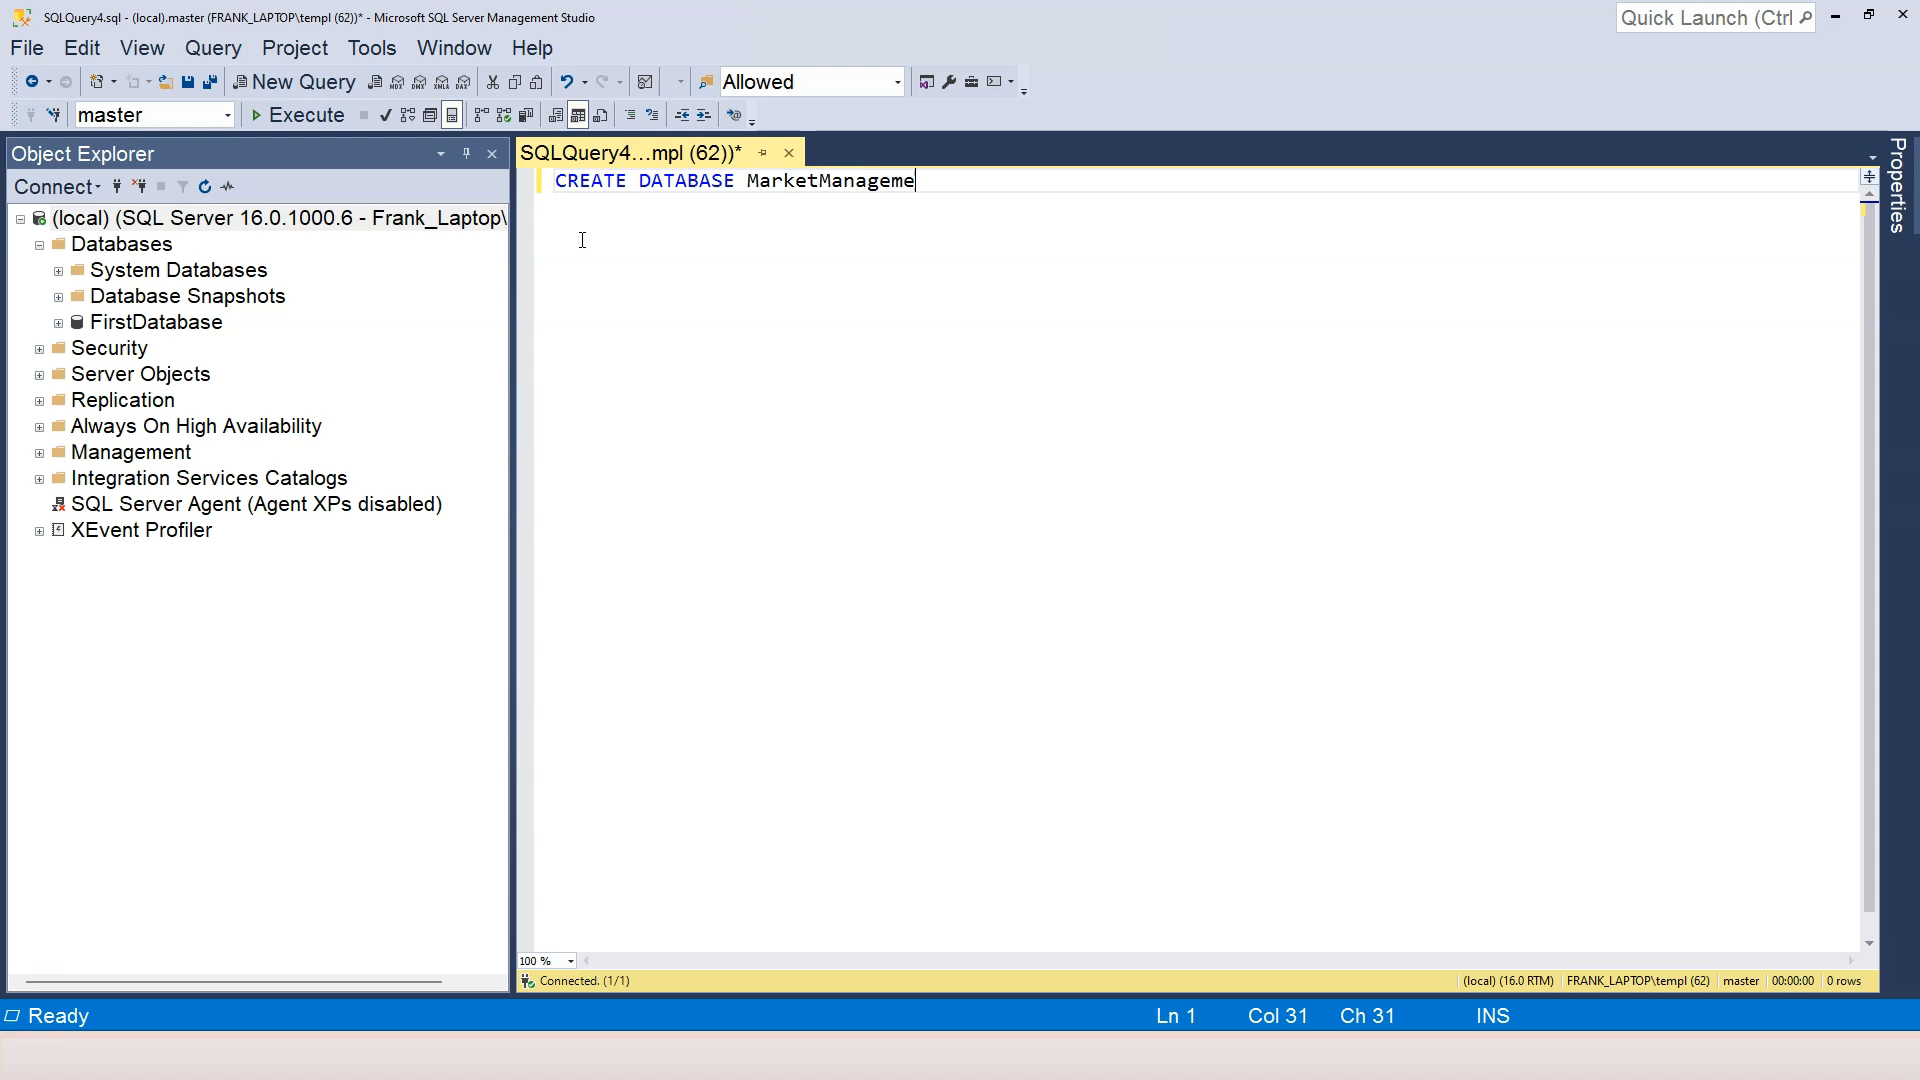 SQLQuery4.sql - (local).master (FRANK_LAPTOP\templ (62))* - Microsoft SQL Server Management Studio
Quick Launch (Ctrl
File Edit View Query Project Tools Window Help
New Query
MDX DMX XMLA DAX
Allowed
master
Execute
Object Explorer
SQLQuery4...mpl (62))*
Properties
Connect
CREATE DATABASE MarketManageme
(local) (SQL Server 16.0.1000.6 - Frank_Laptop\
Databases
System Databases
Database Snapshots
FirstDatabase
Security
Server Objects
Replication
Always On High Availability
Management
Integration Services Catalogs
SQL Server Agent (Agent XPs disabled)
XEvent Profiler
100 %
Connected. (1/1)
(local) (16.0 RTM) FRANK_LAPTOP\templ (62) master 00:00:00 0 rows
Ready
Ln 1 Col 31 Ch 31 INS